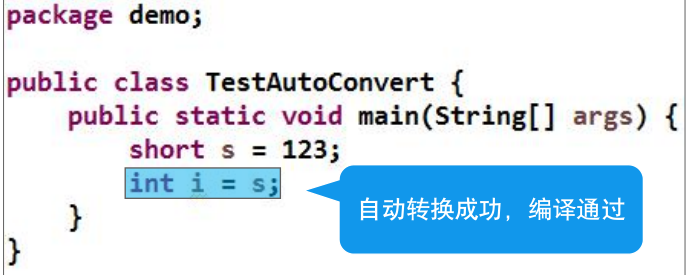 package demo;
public class TestAutoConvert {
public static void main(String[] args) {
short s = 123;
int i = s;
自动转换成功，编译通过
}
}